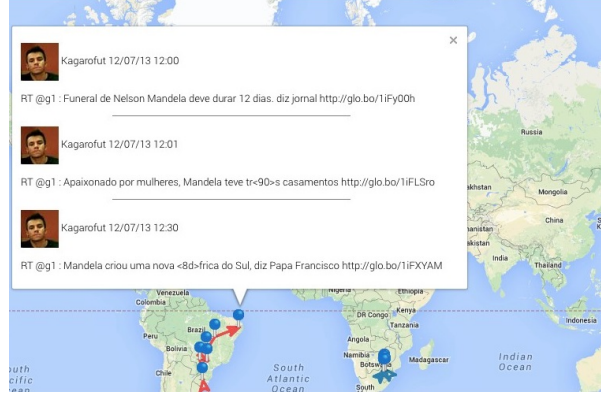 ×
Kagarofut 12/07/13 12:00
RT @g1 : Funeral de Nelson Mandela deve durar 12 dias. diz jornal http://glo.bo/1iFy00h
Kagarofut 12/07/13 12:01
RT @g1 : Apaixonado por mulheres, Mandela teve tr<90>s casamentos http://glo.bo/1iFLSro
Kagarofut 12/07/13 12:30
RT @g1 : Mandela criou uma nova <8d>frica do Sul, diz Papa Francisco http://glo.bo/1iFXYAM
Russia
Mongolia
China
India
Thailand
Indonesia
Venezuela
Colombia
Ethiopia
DR Congo
Kenya
Tanzania
Brazil
Peru
Bolivia
Angola
Namibia
Botswa
Madagascar
Chile
South
Atlantic
Ocean
South
Indian
Ocean